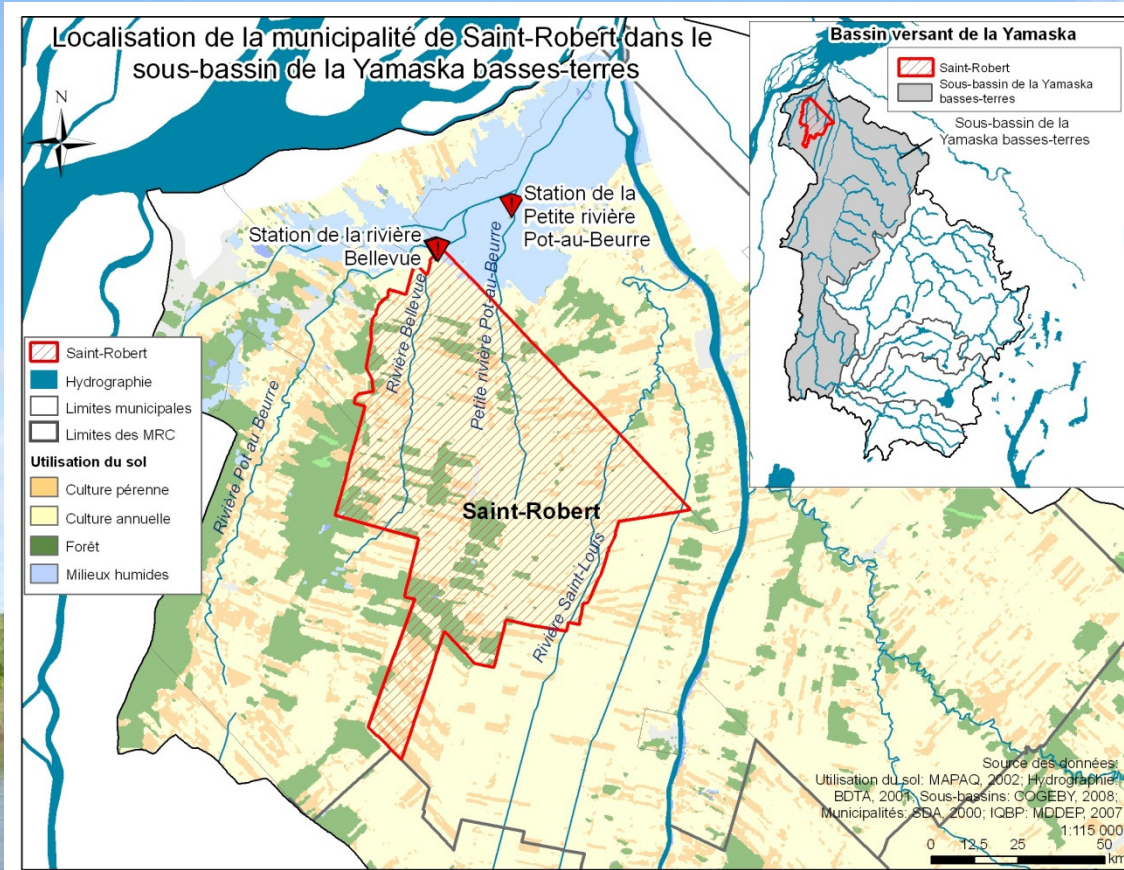 Localisation de la municipalité de Saint-Robert dans le
sous-bassin de la Yamaska basses-terres
N
Bassin versant de la Yamaska
Saint-Robert
Sous-bassin de la Yamaska
basses-terres
Sous-bassin de la
Yamaska basses-terres
Station de la
Petite rivière
Pot-au-Beurre
Station de la rivière
Bellevue
Rivière Bellevue
Petite rivière Pot-au-Beurre
Rivière Pot au Beurre
Saint-Robert
Rivière Saint-Louis
Saint-Robert
Hydrographie
Limites municipales
Limites des MRC
Utilisation du sol
Culture pérenne
Culture annuelle
Forêt
Milieux humides
Source des données:
Utilisation du sol: MAPAQ, 2002; Hydrographie:
BDTA, 2001; Sous-bassins: COGEBY, 2008;
Municipalités: SDA, 2000; IQBP: MDDEP, 2007
1:115 000
0 12,5 25 50
km